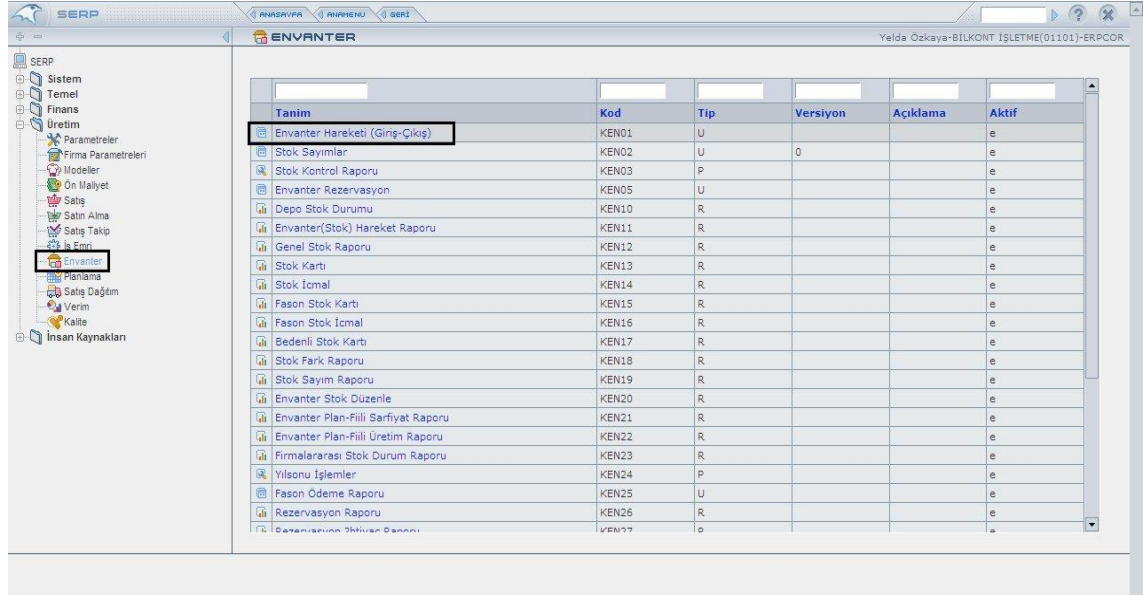 SERP
ANASAYFA ANAMENU GERİ
ENVANTER
Yelda Özkaya-BİLKONT İŞLETME(01101)-ERPCOR
SERP
Sistem
Temel
Finans
Üretim
Parametreler
Firma Parametreleri
Modeller
Ön Maliyet
Satış
Satın Alma
Satış Takip
İş Emri
Envanter
Planlama
Satış Dağıtım
Verim
Kalite
İnsan Kaynakları
Tanim Kod Tip Versiyon Açıklama Aktif
Envanter Hareketi (Giriş-Çıkış) KEN01 U e
Stok Sayımlar KEN02 U 0 e
Stok Kontrol Raporu KEN03 P e
Envanter Rezervasyon KEN05 U e
Depo Stok Durumu KEN10 R e
Envanter(Stok) Hareket Raporu KEN11 R e
Genel Stok Raporu KEN12 R e
Stok Kartı KEN13 R e
Stok İcmal KEN14 R e
Fason Stok Kartı KEN15 R e
Fason Stok İcmal KEN16 R e
Bedenli Stok Kartı KEN17 R e
Stok Fark Raporu KEN18 R e
Stok Sayım Raporu KEN19 R e
Envanter Stok Düzenle KEN20 R e
Envanter Plan-Fiili Sarfiyat Raporu KEN21 R e
Envanter Plan-Fiili Üretim Raporu KEN22 R e
Firmalararası Stok Durum Raporu KEN23 R e
Yılsonu İşlemler KEN24 P e
Fason Ödeme Raporu KEN25 U e
Rezervasyon Raporu KEN26 R e
Rezervasyon ?htiyaç Raporu KEN27 R e